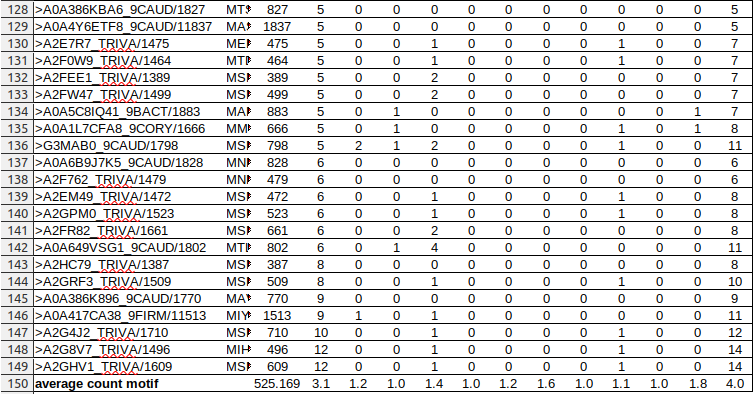 128 >A0A386KBA6_9CAUD/1827 MT 827 5 0 0 0 0 0 0 0 0 0 0 5
129 >A0A4Y6ETF8_9CAUD/11837 MA 1837 5 0 0 0 0 0 0 0 0 0 0 5
130 >A2E7R7_TRIVA/1475 ME 475 5 0 0 1 0 0 0 0 1 0 0 7
131 >A2F0W9_TRIVA/1464 MT 464 5 0 0 1 0 0 0 0 1 0 0 7
132 >A2FEE1_TRIVA/1389 MS 389 5 0 0 2 0 0 0 0 0 0 0 7
133 >A2FW47_TRIVA/1499 MS 499 5 0 0 2 0 0 0 0 0 0 0 7
134 >A0A5C8IQ41_9BACT/1883 MA 883 5 0 1 0 0 0 0 0 0 0 1 7
135 >A0A1L7CFA8_9CORY/1666 MM 666 5 0 1 0 0 0 0 0 1 0 1 8
136 >G3MAB0_9CAUD/1798 MS 798 5 2 1 2 0 0 0 0 1 0 0 11
137 >A0A6B9J7K5_9CAUD/1828 MN 828 6 0 0 0 0 0 0 0 0 0 0 6
138 >A2F762_TRIVA/1479 MN 479 6 0 0 0 0 0 0 0 0 0 0 6
139 >A2EM49_TRIVA/1472 MS 472 6 0 0 1 0 0 0 0 1 0 0 8
140 >A2GPM0_TRIVA/1523 MS 523 6 0 0 1 0 0 0 0 1 0 0 8
141 >A2FR82_TRIVA/1661 MS 661 6 0 0 2 0 0 0 0 0 0 0 8
142 >A0A649VSG1_9CAUD/1802 MT 802 6 0 1 4 0 0 0 0 0 0 0 11
143 >A2HC79_TRIVA/1387 MS 387 8 0 0 0 0 0 0 0 0 0 0 8
144 >A2GRF3_TRIVA/1509 MS 509 8 0 0 1 0 0 0 0 1 0 0 10
145 >A0A386K896_9CAUD/1770 MA 770 9 0 0 0 0 0 0 0 0 0 0 9
146 >A0A417CA38_9FIRM/11513 MIY 1513 9 1 0 1 0 0 0 0 0 0 0 11
147 >A2G4J2_TRIVA/1710 MS 710 10 0 0 1 0 0 0 0 1 0 0 12
148 >A2G8V7_TRIVA/1496 MIH 496 12 0 0 1 0 0 0 0 1 0 0 14
149 >A2GHV1_TRIVA/1609 MS 609 12 0 0 1 0 0 0 0 1 0 0 14
150 average count motif 525.169 3.1 1.2 1.0 1.4 1.0 1.2 1.6 1.0 1.1 1.0 1.8 4.0